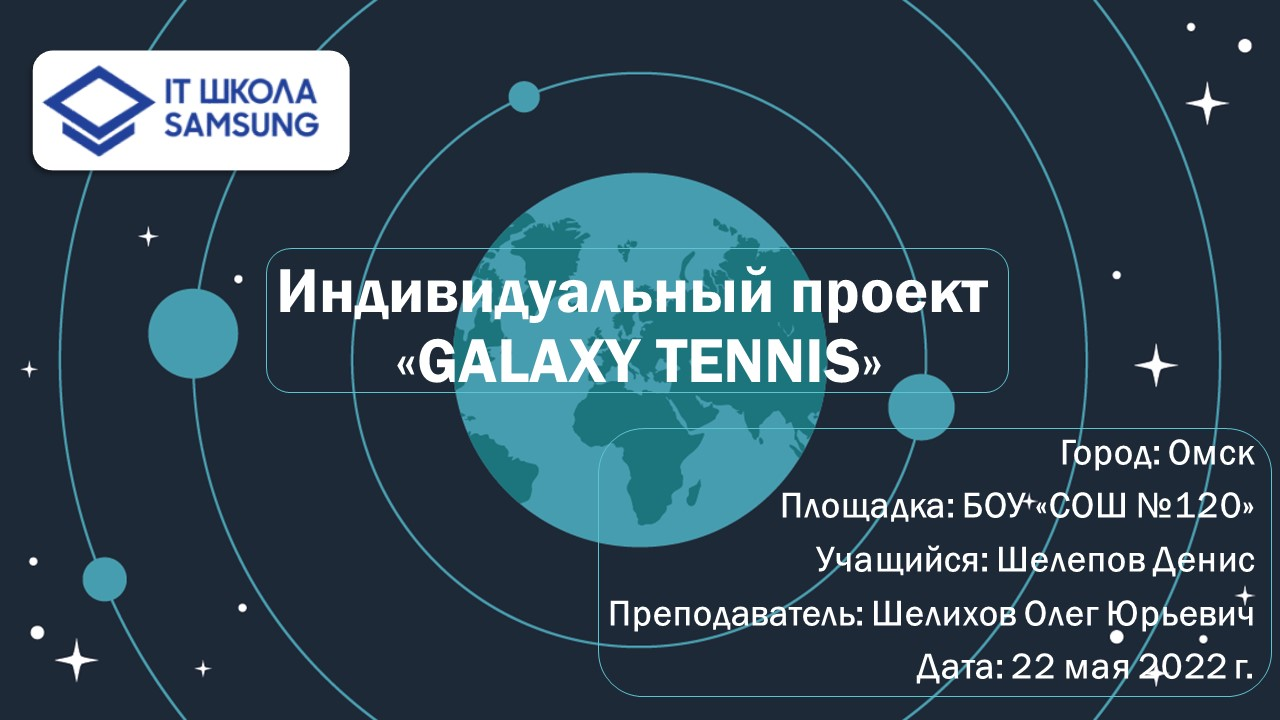 IT ШКОЛА
SAMSUNG
Индивидуальный проект
«GALAXY TENNIS»
Город: Омск
Площадка: БОУ «СОШ №120»
Учащийся: Шелепов Денис
Преподаватель: Шелихов Олег Юрьевич
Дата: 22 мая 2022 г.